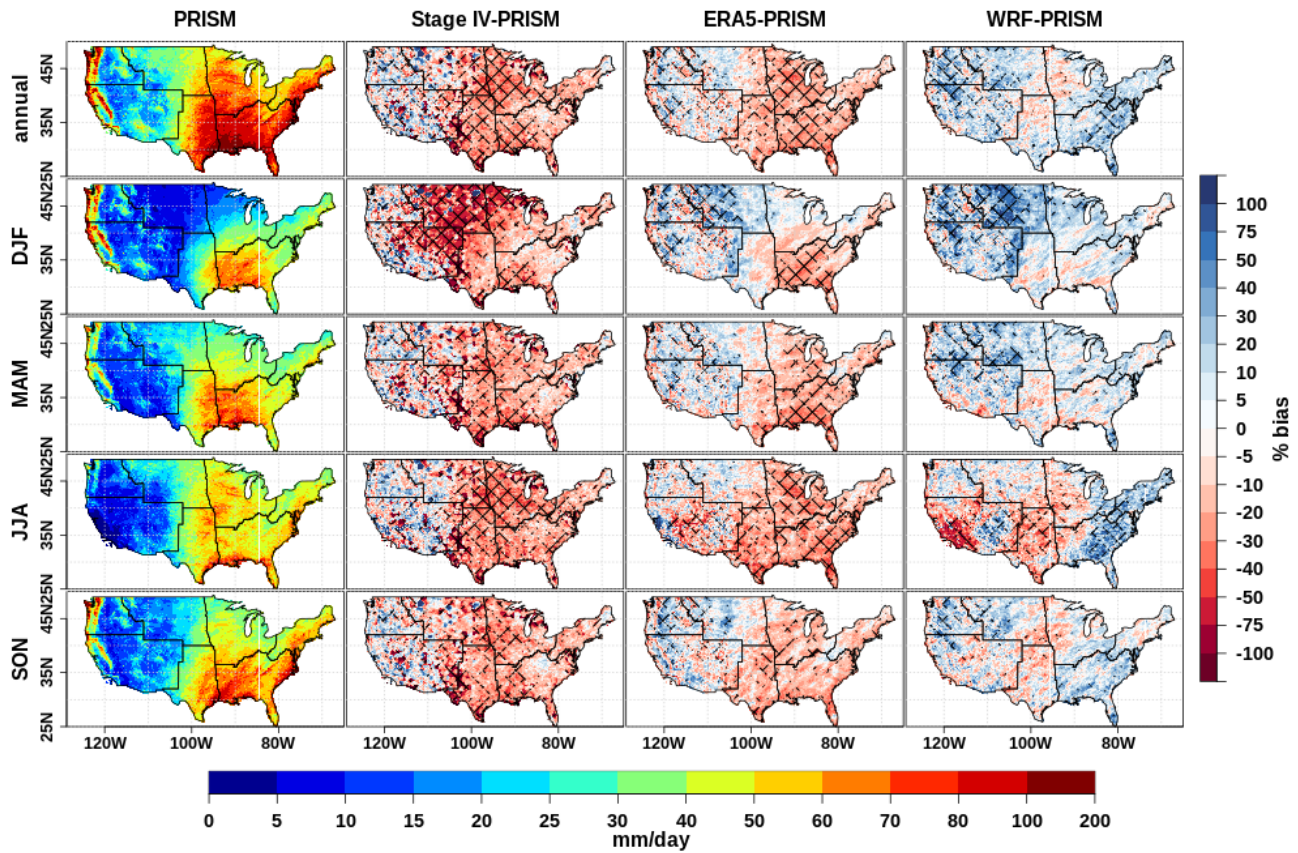 PRISM Stage IV-PRISM ERA5-PRISM WRF-PRISM
annual 45N 35N 25N
DJF 45N 35N 25N
MAM 45N 35N 25N
JJA 45N 35N 25N
SON 45N 35N 25N
120W 100W 80W 120W 100W 80W 120W 100W 80W 120W 100W 80W
100
75
50
40
30
20
10
5
0
-5
-10
-20
-30
-40
-50
-75
-100
% bias
0 5 10 15 20 25 30 40 50 60 70 80 100 200
mm/day